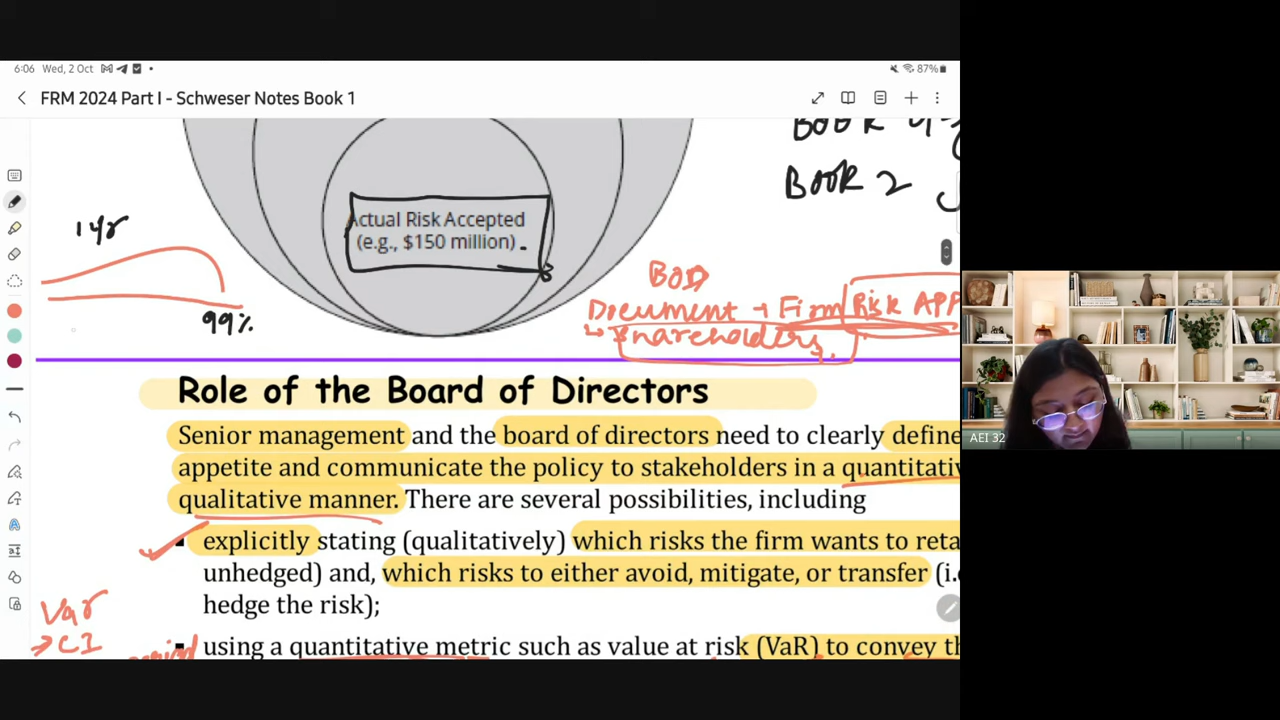 6:06 Wed, 2 Oct
87%
FRM 2024 Part I - Schweser Notes Book 1
BOOK
BOOK 2
Actual Risk Accepted
(e.g., $150 million)
1yr
99%
BOD
Document → Firm Risk APP
↳ Shareholders
Role of the Board of Directors
Senior management and the board of directors need to clearly define
appetite and communicate the policy to stakeholders in a quantitativ
qualitative manner. There are several possibilities, including
▪ explicitly stating (qualitatively) which risks the firm wants to reta
unhedged) and, which risks to either avoid, mitigate, or transfer (i.e
hedge the risk);
Var
→ CI
▪ using a quantitative metric such as value at risk (VaR) to convey th
AEI 32